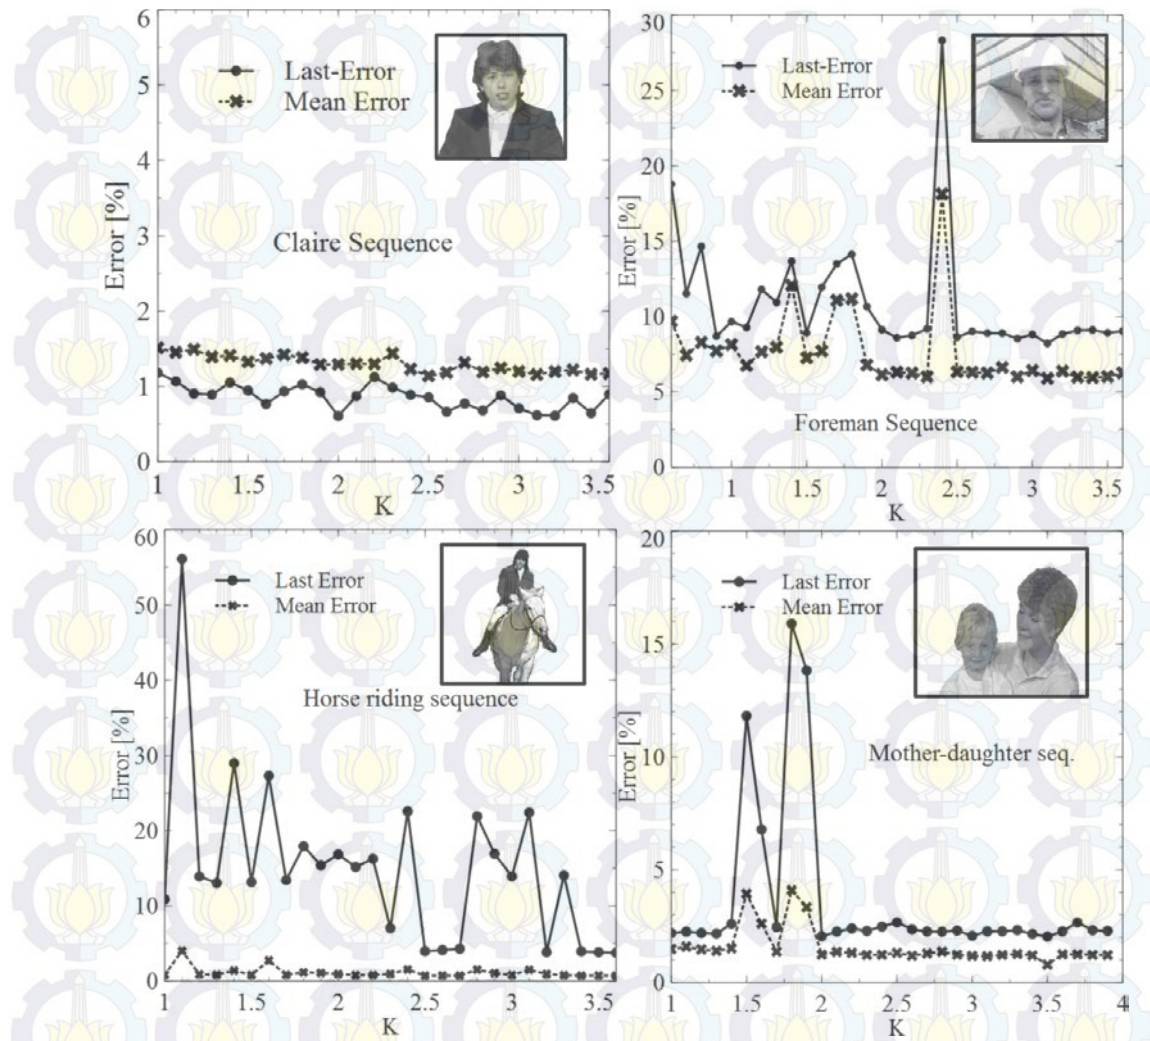 6
5
4
3
2
1
0
Error [%]
Last-Error
Mean Error
Claire Sequence
1
1.5
2
2.5
3
3.5
K
30
25
20
15
10
5
0
Error [%]
Last-Error
Mean Error
Foreman Sequence
1
1.5
2
2.5
3
3.5
K
60
50
40
30
20
10
0
Error [%]
Last Error
Mean Error
Horse riding sequence
1
1.5
2
2.5
3
3.5
K
20
15
10
5
0
Error [%]
Last Error
Mean Error
Mother-daughter seq.
1
1.5
2
2.5
3
3.5
4
K